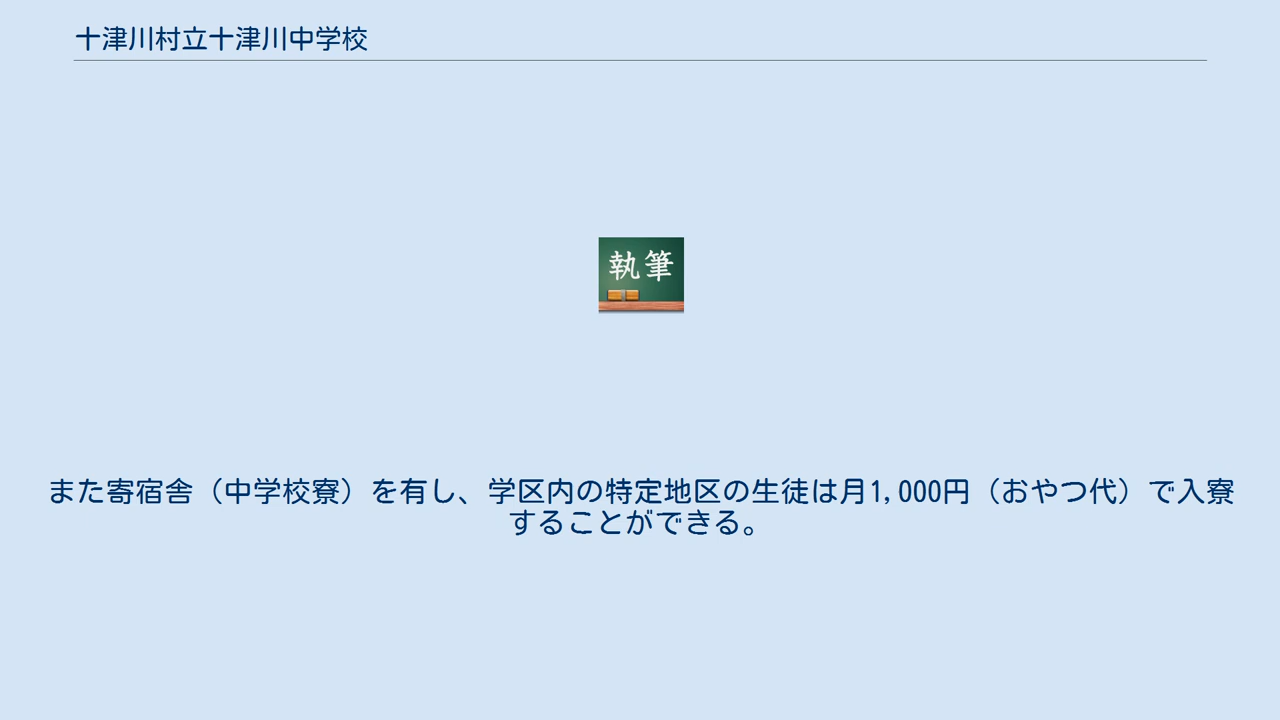 十津川村立十津川中学校
執筆
また寄宿舎（中学校寮）を有し、学区内の特定地区の生徒は月1,000円（おやつ代）で入寮
することができる。